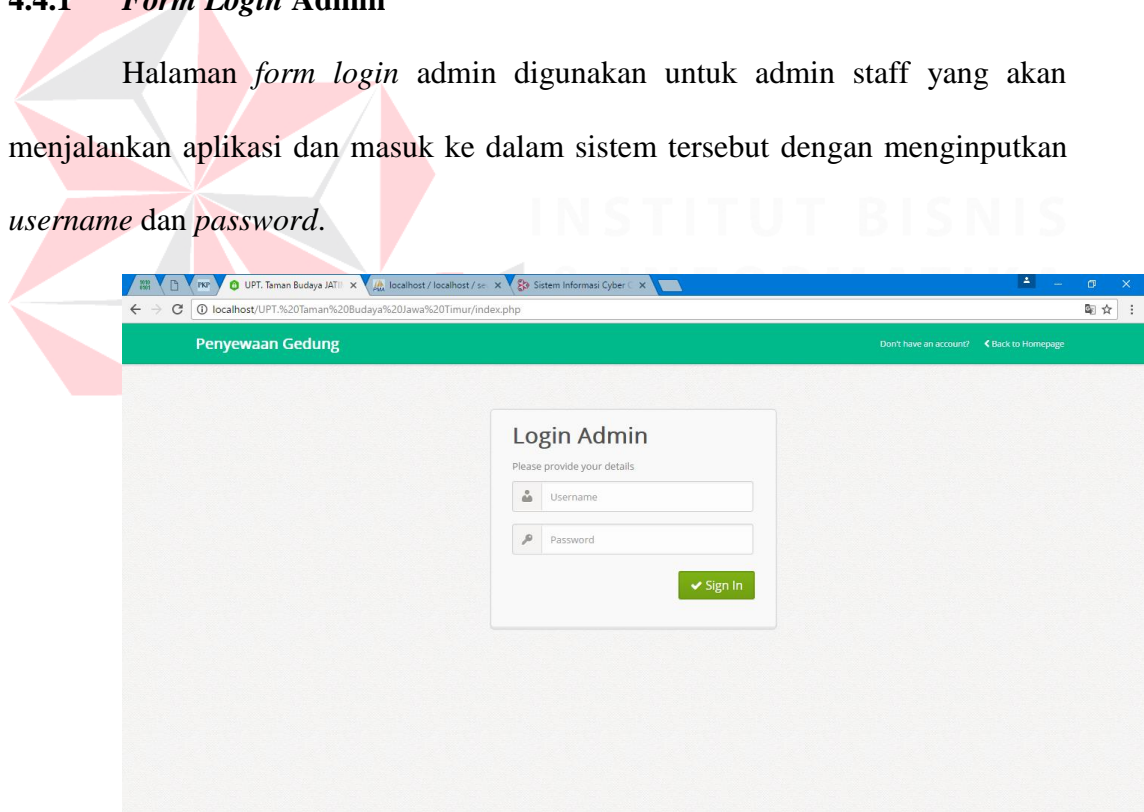 4.4.1 Form Login Admin
Halaman form login admin digunakan untuk admin staff yang akan
menjalankan aplikasi dan masuk ke dalam sistem tersebut dengan menginputkan
username dan password.
INSTITUT BISNIS
PKP UPT. Taman Budaya JATI localhost / localhost / se Sistem Informasi Cyber C
localhost/UPT.%20Taman%20Budaya%20Jawa%20Timur/index.php
Penyewaan Gedung Don't have an account? Back to Homepage
Login Admin
Please provide your details
Username
Password
Sign In